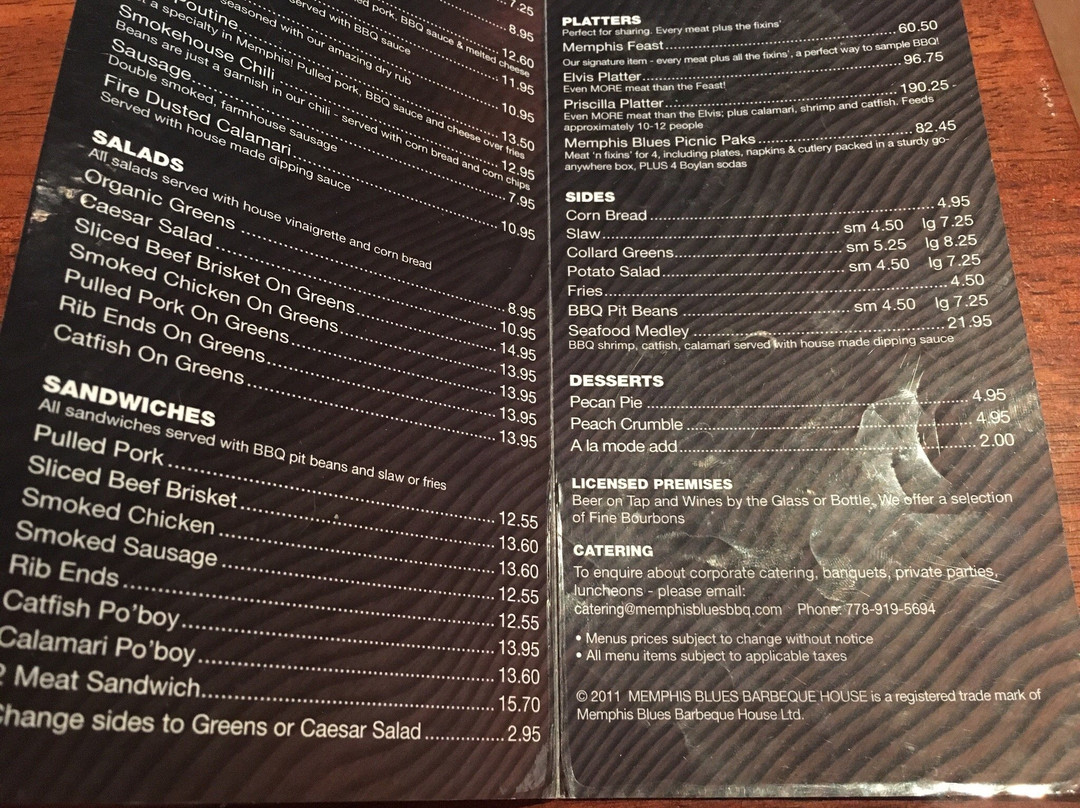 7.25
pork, BBQ sauce & melted cheese
8.95
served with BBQ sauce
12.60
seasoned with our amazing dry rub
11.95
10.95
Poutine 13.50
a specialty in Memphis! Pulled pork, BBQ sauce and cheese over fries
Smokehouse Chili 12.95
Beans are just a garnish in our chili - served with corn bread and corn chips
Sausage 7.95
Double smoked, farmhouse sausage
Fire Dusted Calamari 10.95
Served with house made dipping sauce
SALADS
All salads served with house vinaigrette and corn bread
Organic Greens 8.95
Caesar Salad 10.95
Sliced Beef Brisket On Greens 14.95
Smoked Chicken On Greens 13.95
Pulled Pork On Greens 13.95
Rib Ends On Greens 13.95
Catfish On Greens 13.95
SANDWICHES
All sandwiches served with BBQ pit beans and slaw or fries
Pulled Pork 12.55
Sliced Beef Brisket 13.60
Smoked Chicken 13.60
Smoked Sausage 12.55
Rib Ends 12.55
Catfish Po'boy 13.95
Calamari Po'boy 13.60
2 Meat Sandwich 15.70
Change sides to Greens or Caesar Salad 2.95
PLATTERS
Perfect for sharing. Every meat plus the fixins'
Memphis Feast 60.50
Our signature item - every meat plus all the fixins', a perfect way to sample BBQ!
Elvis Platter 96.75
Even MORE meat than the Feast!
Priscilla Platter 190.25
Even MORE meat than the Elvis; plus calamari, shrimp and catfish. Feeds
approximately 10-12 people
Memphis Blues Picnic Paks 82.45
Meat 'n fixins' for 4, including plates, napkins & cutlery packed in a sturdy go-
anywhere box, PLUS 4 Boylan sodas
SIDES
Corn Bread 4.95
Slaw sm 4.50 lg 7.25
Collard Greens sm 5.25 lg 8.25
Potato Salad sm 4.50 lg 7.25
Fries 4.50
BBQ Pit Beans sm 4.50 lg 7.25
Seafood Medley 21.95
BBQ shrimp, catfish, calamari served with house made dipping sauce
DESSERTS
Pecan Pie 4.95
Peach Crumble 4.95
A la mode add 2.00
LICENSED PREMISES
Beer on Tap and Wines by the Glass or Bottle, We offer a selection
of Fine Bourbons
CATERING
To enquire about corporate catering, banquets, private parties,
luncheons - please email:
catering@memphisbluesbbq.com Phone: 778-919-5694
• Menus prices subject to change without notice
• All menu items subject to applicable taxes
© 2011 MEMPHIS BLUES BARBEQUE HOUSE is a registered trade mark of
Memphis Blues Barbeque House Ltd.